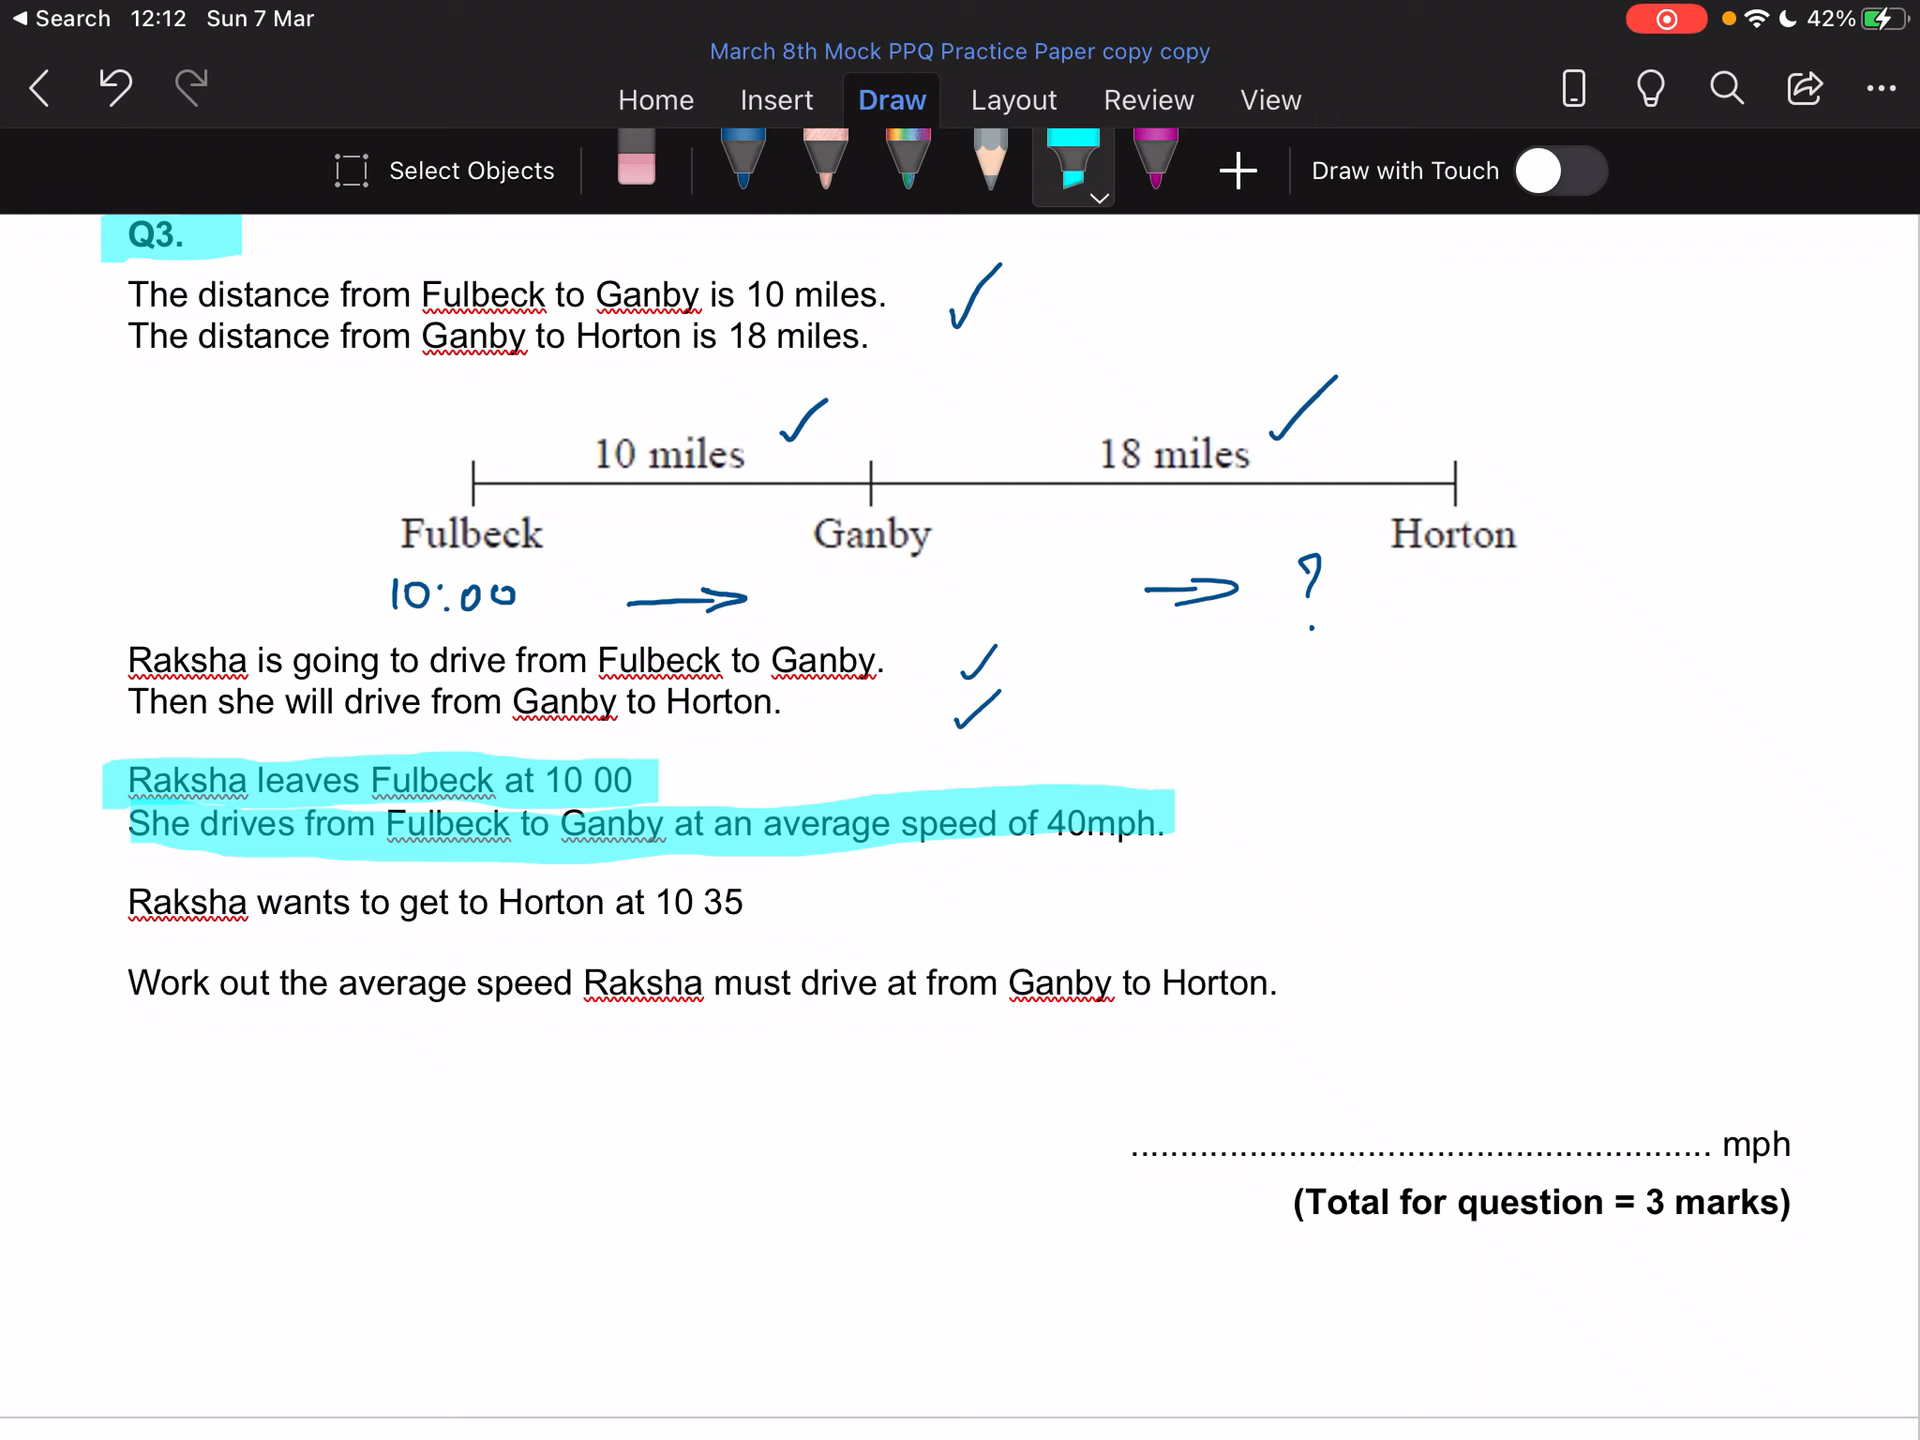 Search 12:12 Sun 7 Mar 42%
March 8th Mock PPQ Practice Paper copy copy
Home Insert Draw Layout Review View
Select Objects Draw with Touch
Q3.
The distance from Fulbeck to Ganby is 10 miles.
The distance from Ganby to Horton is 18 miles.
10 miles 18 miles
Fulbeck Ganby Horton
10:00 ?
Raksha is going to drive from Fulbeck to Ganby.
Then she will drive from Ganby to Horton.
Raksha leaves Fulbeck at 10 00
She drives from Fulbeck to Ganby at an average speed of 40mph.
Raksha wants to get to Horton at 10 35
Work out the average speed Raksha must drive at from Ganby to Horton.
.......................................................... mph
(Total for question = 3 marks)